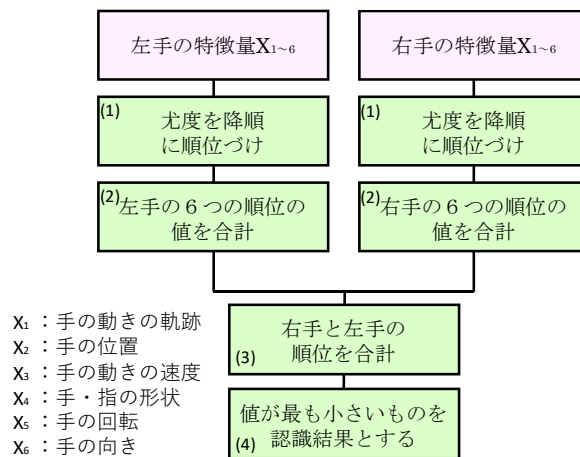 左手の特徴量X₁~₆
右手の特徴量X₁~₆
(1)
尤度を降順
に順位づけ
(1)
尤度を降順
に順位づけ
(2)
左手の６つの順位の
値を合計
(2)
右手の６つの順位の
値を合計
右手と左手の
(3)
順位を合計
値が最も小さいものを
(4)
認識結果とする
X₁ ：手の動きの軌跡
X₂ ：手の位置
X₃ ：手の動きの速度
X₄ ：手・指の形状
X₅ ：手の回転
X₆ ：手の向き